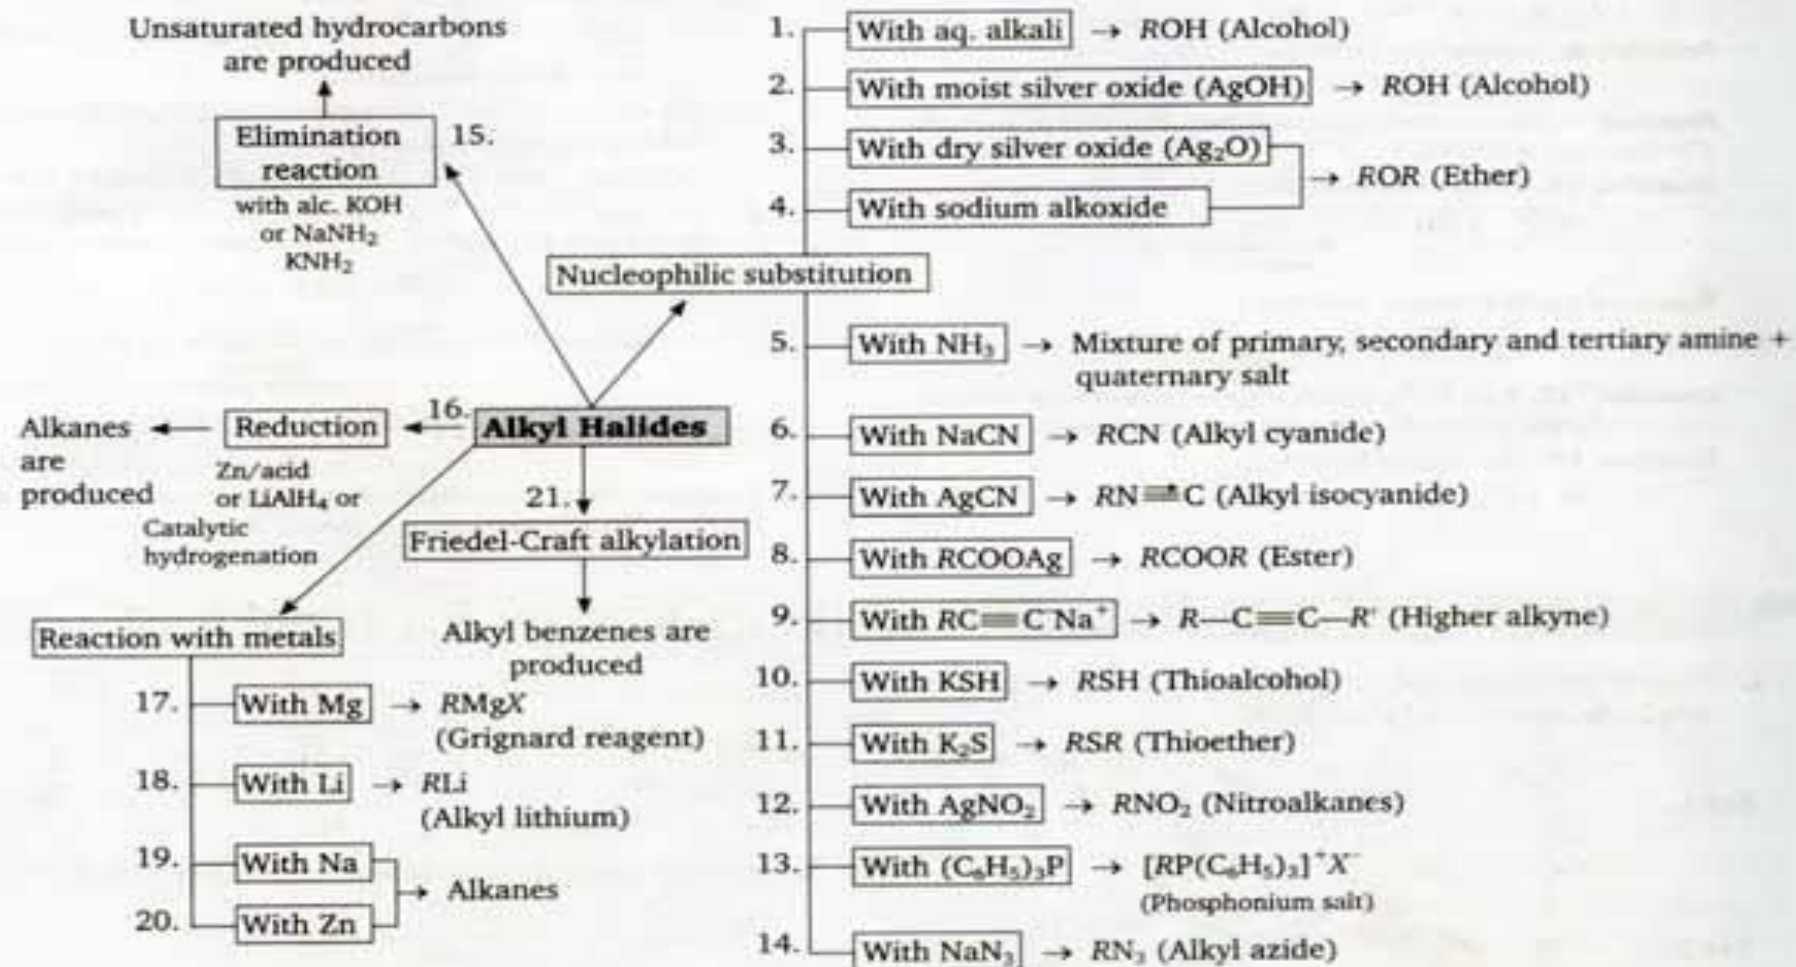 Unsaturated hydrocarbons
are produced
Elimination
reaction
15.
with alc. KOH
or NaNH₂
KNH₂
Nucleophilic substitution
1. With aq. alkali → ROH (Alcohol)
2. With moist silver oxide (AgOH) → ROH (Alcohol)
3. With dry silver oxide (Ag₂O)
4. With sodium alkoxide
→ ROR (Ether)
5. With NH₃ → Mixture of primary, secondary and tertiary amine +
quaternary salt
6. With NaCN → RCN (Alkyl cyanide)
7. With AgCN → RN≡C (Alkyl isocyanide)
8. With RCOOAg → RCOOR (Ester)
9. With RC≡C⁻Na⁺ → R—C≡C—R' (Higher alkyne)
10. With KSH → RSH (Thioalcohol)
11. With K₂S → RSR (Thioether)
12. With AgNO₂ → RNO₂ (Nitroalkanes)
13. With (C₆H₅)₃P → [RP(C₆H₅)₃]⁺X⁻
(Phosphonium salt)
14. With NaN₃ → RN₃ (Alkyl azide)
Alkyl Halides
16.
Reduction
Alkanes
are
produced
Zn/acid
or LiAlH₄ or
Catalytic
hydrogenation
21.
Friedel-Craft alkylation
Alkyl benzenes are
produced
Reaction with metals
17. With Mg → RMgX
(Grignard reagent)
18. With Li → RLi
(Alkyl lithium)
19. With Na
20. With Zn
→ Alkanes